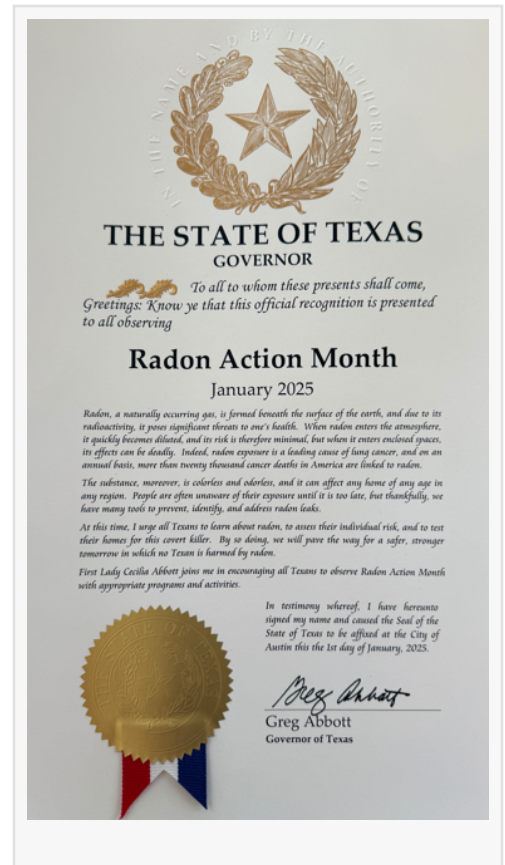 IN THE NAME AND BY THE AUTHORITY OF
THE STATE OF TEXAS
GOVERNOR
To all to whom these presents shall come,
Greetings: Know ye that this official recognition is presented
to all observing
Radon Action Month
January 2025
Radon, a naturally occurring gas, is formed beneath the surface of the earth, and due to its
radioactivity, it poses significant threats to one's health. When radon enters the atmosphere,
it quickly becomes diluted, and its risk is therefore minimal, but when it enters enclosed spaces,
its effects can be deadly. Indeed, radon exposure is a leading cause of lung cancer, and on an
annual basis, more than twenty thousand cancer deaths in America are linked to radon.
The substance, moreover, is colorless and odorless, and it can affect any home of any age in
any region. People are often unaware of their exposure until it is too late, but thankfully, we
have many tools to prevent, identify, and address radon leaks.
At this time, I urge all Texans to learn about radon, to assess their individual risk, and to test
their homes for this covert killer. By so doing, we will pave the way for a safer, stronger
tomorrow in which no Texan is harmed by radon.
First Lady Cecilia Abbott joins me in encouraging all Texans to observe Radon Action Month
with appropriate programs and activities.
In testimony whereof, I have hereunto
signed my name and caused the Seal of the
State of Texas to be affixed at the City of
Austin this the 1st day of January, 2025.
Greg Abbott
Greg Abbott
Governor of Texas